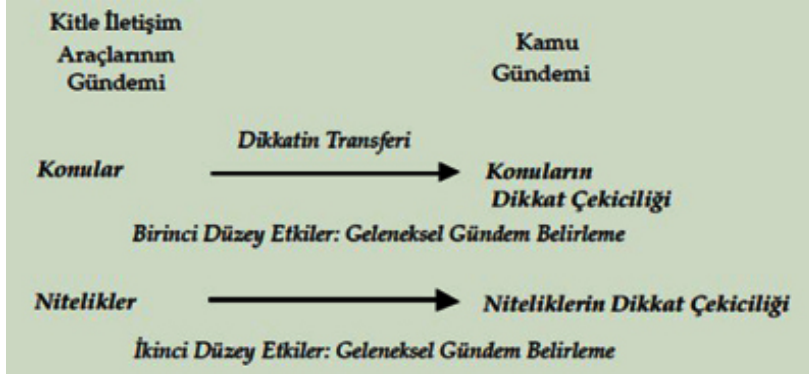 Kitle İletişim
Araçlarının
Gündemi
Kamu
Gündemi
Dikkatin Transferi
Konular
Konuların
Dikkat Çekiciliği
Birinci Düzey Etkiler: Geleneksel Gündem Belirleme
Nitelikler
Niteliklerin Dikkat Çekiciliği
İkinci Düzey Etkiler: Geleneksel Gündem Belirleme